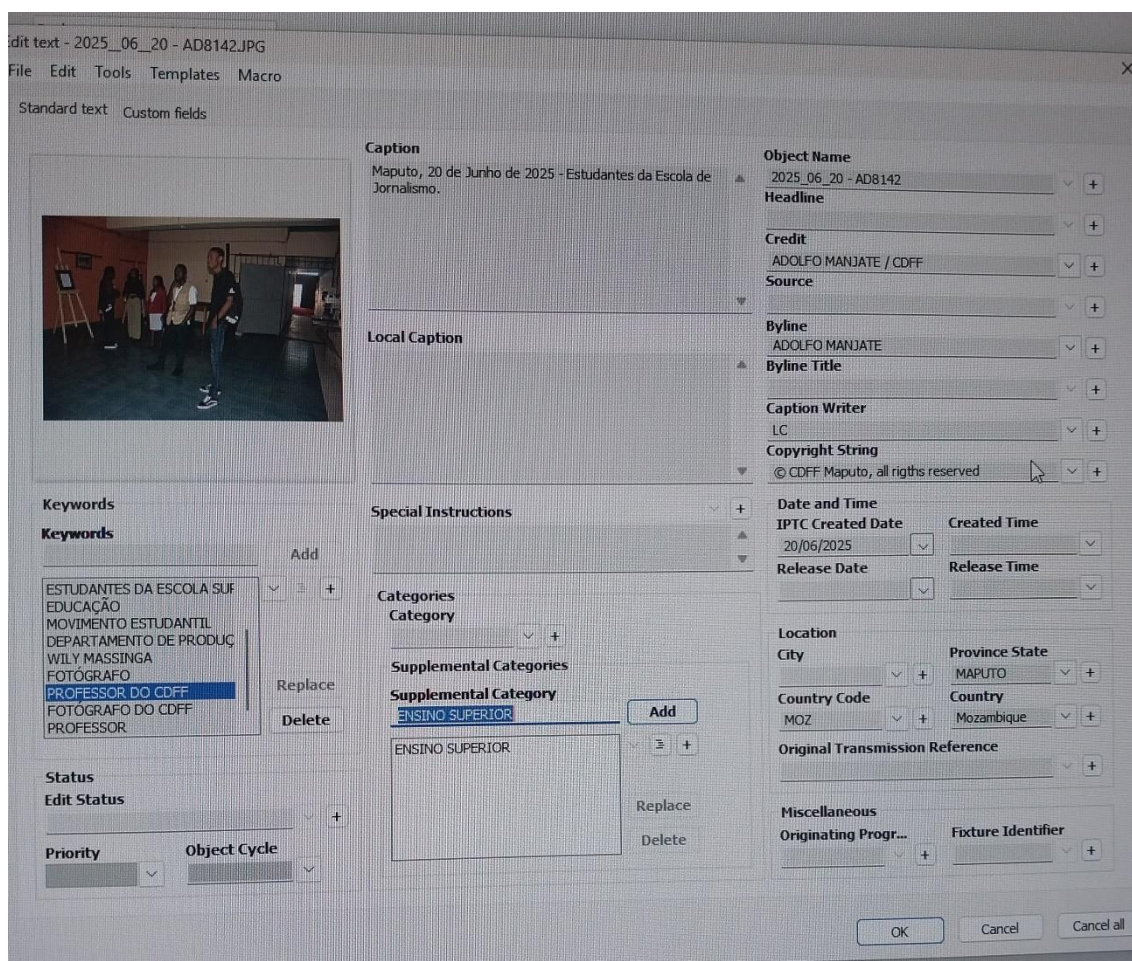 dit text - 2025__06_20 - AD8142.JPG
File Edit Tools Templates Macro
Standard text Custom fields
Caption
Maputo, 20 de Junho de 2025 - Estudantes da Escola de
Jornalismo.
Local Caption
Special Instructions
Keywords
Keywords
Add
ESTUDANTES DA ESCOLA SUF
EDUCAÇÃO
MOVIMENTO ESTUDANTIL
DEPARTAMENTO DE PRODUÇ
WILY MASSINGA
FOTÓGRAFO
PROFESSOR DO CDFF
FOTÓGRAFO DO CDFF
PROFESSOR
Replace
Delete
Status
Edit Status
Priority Object Cycle
Categories
Category
Supplemental Categories
Supplemental Category
ENSINO SUPERIOR
Add
ENSINO SUPERIOR
Replace
Delete
Object Name
2025_06_20 - AD8142
Headline
Credit
ADOLFO MANJATE / CDFF
Source
Byline
ADOLFO MANJATE
Byline Title
Caption Writer
LC
Copyright String
© CDFF Maputo, all rigths reserved
Date and Time
IPTC Created Date Created Time
20/06/2025
Release Date Release Time
Location
City Province State
MAPUTO
Country Code Country
MOZ Mozambique
Original Transmission Reference
Miscellaneous
Originating Progr... Fixture Identifier
OK Cancel Cancel all